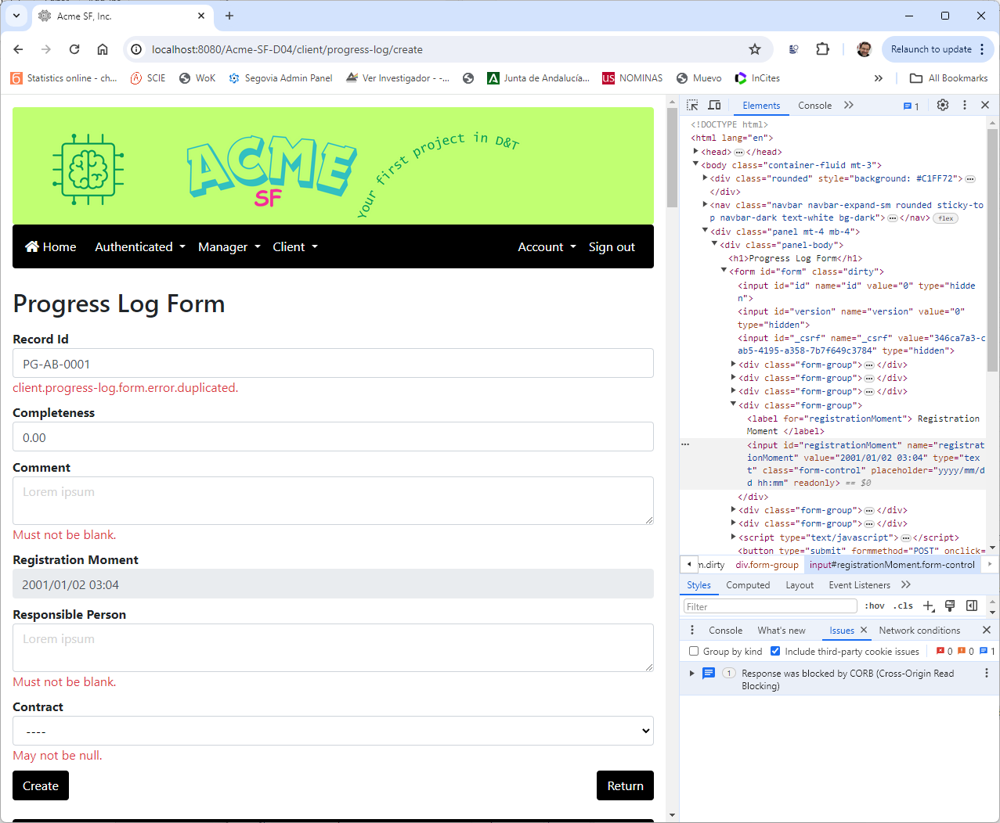 Acme SF, Inc.
localhost:8080/Acme-SF-D04/client/progress-log/create
Relaunch to update
Statistics online - ch...
SCIE
WoK
Segovia Admin Panel
Ver Investigador - -...
Junta de Andalucía...
US
NOMINAS
Muevo
InCites
All Bookmarks
ACME
SF
Your first project in D&T
Home
Authenticated
Manager
Client
Account
Sign out
Progress Log Form
Record Id
PG-AB-0001
client.progress-log.form.error.duplicated.
Completeness
0.00
Comment
Lorem ipsum
Must not be blank.
Registration Moment
2001/01/02 03:04
Responsible Person
Lorem ipsum
Must not be blank.
Contract
----
May not be null.
Create
Return
Elements
Console
1
<!DOCTYPE html>
<html lang="en">
<head>…</head>
<body class="container-fluid mt-3">
<div class="rounded" style="background: #C1FF72">…
</div>
<nav class="navbar navbar-expand-sm rounded sticky-to
p navbar-dark text-white bg-dark">…</nav> flex
<div class="panel mt-4 mb-4">
<div class="panel-body">
<h1>Progress Log Form</h1>
<form id="form" class="dirty">
<input id="id" name="id" value="0" type="hidde
n">
<input id="version" name="version" value="0"
type="hidden">
<input id="_csrf" name="_csrf" value="346ca7a3-c
ab5-4195-a358-7b7f649c3784" type="hidden">
<div class="form-group">…</div>
<div class="form-group">…</div>
<div class="form-group">…</div>
<div class="form-group">
<label for="registrationMoment"> Registration
Moment </label>
<input id="registrationMoment" name="registrat
ionMoment" value="2001/01/02 03:04" type="tex
t" class="form-control" placeholder="yyyy/mm/d
d hh:mm" readonly> == $0
</div>
<div class="form-group">…</div>
<div class="form-group">…</div>
<script type="text/javascript">…</script>
<button type="submit" formmethod="POST" onclick=
m.dirty
div.form-group
input#registrationMoment.form-control
Styles
Computed
Layout
Event Listeners
Filter
:hov
.cls
Console
What's new
Issues
Network conditions
Group by kind
Include third-party cookie issues
0
0
1
1
Response was blocked by CORB (Cross-Origin Read
Blocking)